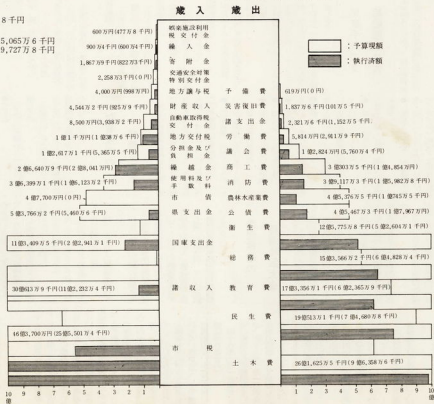 歳入 歳出
8千円
5,065万6千円
9,727万8千円
：予算現額
：執行済額
600万円(477万8千円) 娯楽施設利用税交付金
900万4千円(600万4千円) 繰入金
1,867万9千円(822万3千円) 寄附金
2,258万3千円(0円) 交通安全対策特別交付金
4,000万円(998万円) 地方譲与税 予備費 619万円(0円)
4,544万2千円(925万9千円) 財産収入 災害復旧費 1,837万6千円(101万5千円)
8,500万円(3,938万2千円) 自動車取得税交付金 諸支出金 2,321万6千円(1,152万5千円)
1億1千万円(1億38万6千円) 地方交付税 労働費 5,814万円(2,911万9千円)
1億2,617万1千円(5,365万5千円) 分担金及び負担金 議会費 1億2,824万円(5,760万4千円)
2億6,640万9千円(2億8,041万円) 繰越金 商工費 3億303万5千円(1億4,854万円)
3億6,399万1千円(1億6,123万2千円) 使用料及び手数料 消防費 3億9,117万3千円(1億5,982万8千円)
4億7,700万円(0円) 市債 農林水産業費 4億5,376万5千円(1億745万5千円)
5億3,766万2千円(5,460万6千円) 県支出金 公債費 4億5,467万3千円(1億7,967万円)
衛生費 12億5,775万8千円(5億2,604万1千円)
11億3,409万5千円(2億2,943万1千円) 国庫支出金
総務費 15億3,566万2千円(6億4,828万4千円)
30億613万9千円(11億2,232万4千円) 諸収入 教育費 17億3,356万1千円(6億2,365万9千円)
民生費 19億513万1千円(7億4,680万8千円)
46億3,700万円(25億5,501万4千円) 市税
土木費 26億1,625万5千円(9億6,358万6千円)
10億 9 8 7 6 5 4 3 2 1 1 2 3 4 5 6 7 8 9 10億